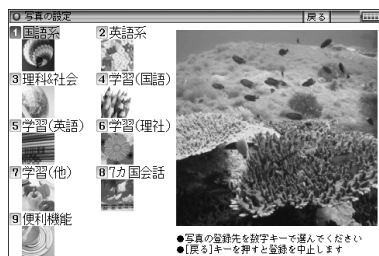 写真の設定 戻る
1 国語系 2 英語系
3 理科&社会 4 学習(国語)
5 学習(英語) 6 学習(理社)
7 学習(他) 8 7カ国会話
9 便利機能
●写真の登録先を数字キーで選んでください
●[戻る]キーを押すと登録を中止します